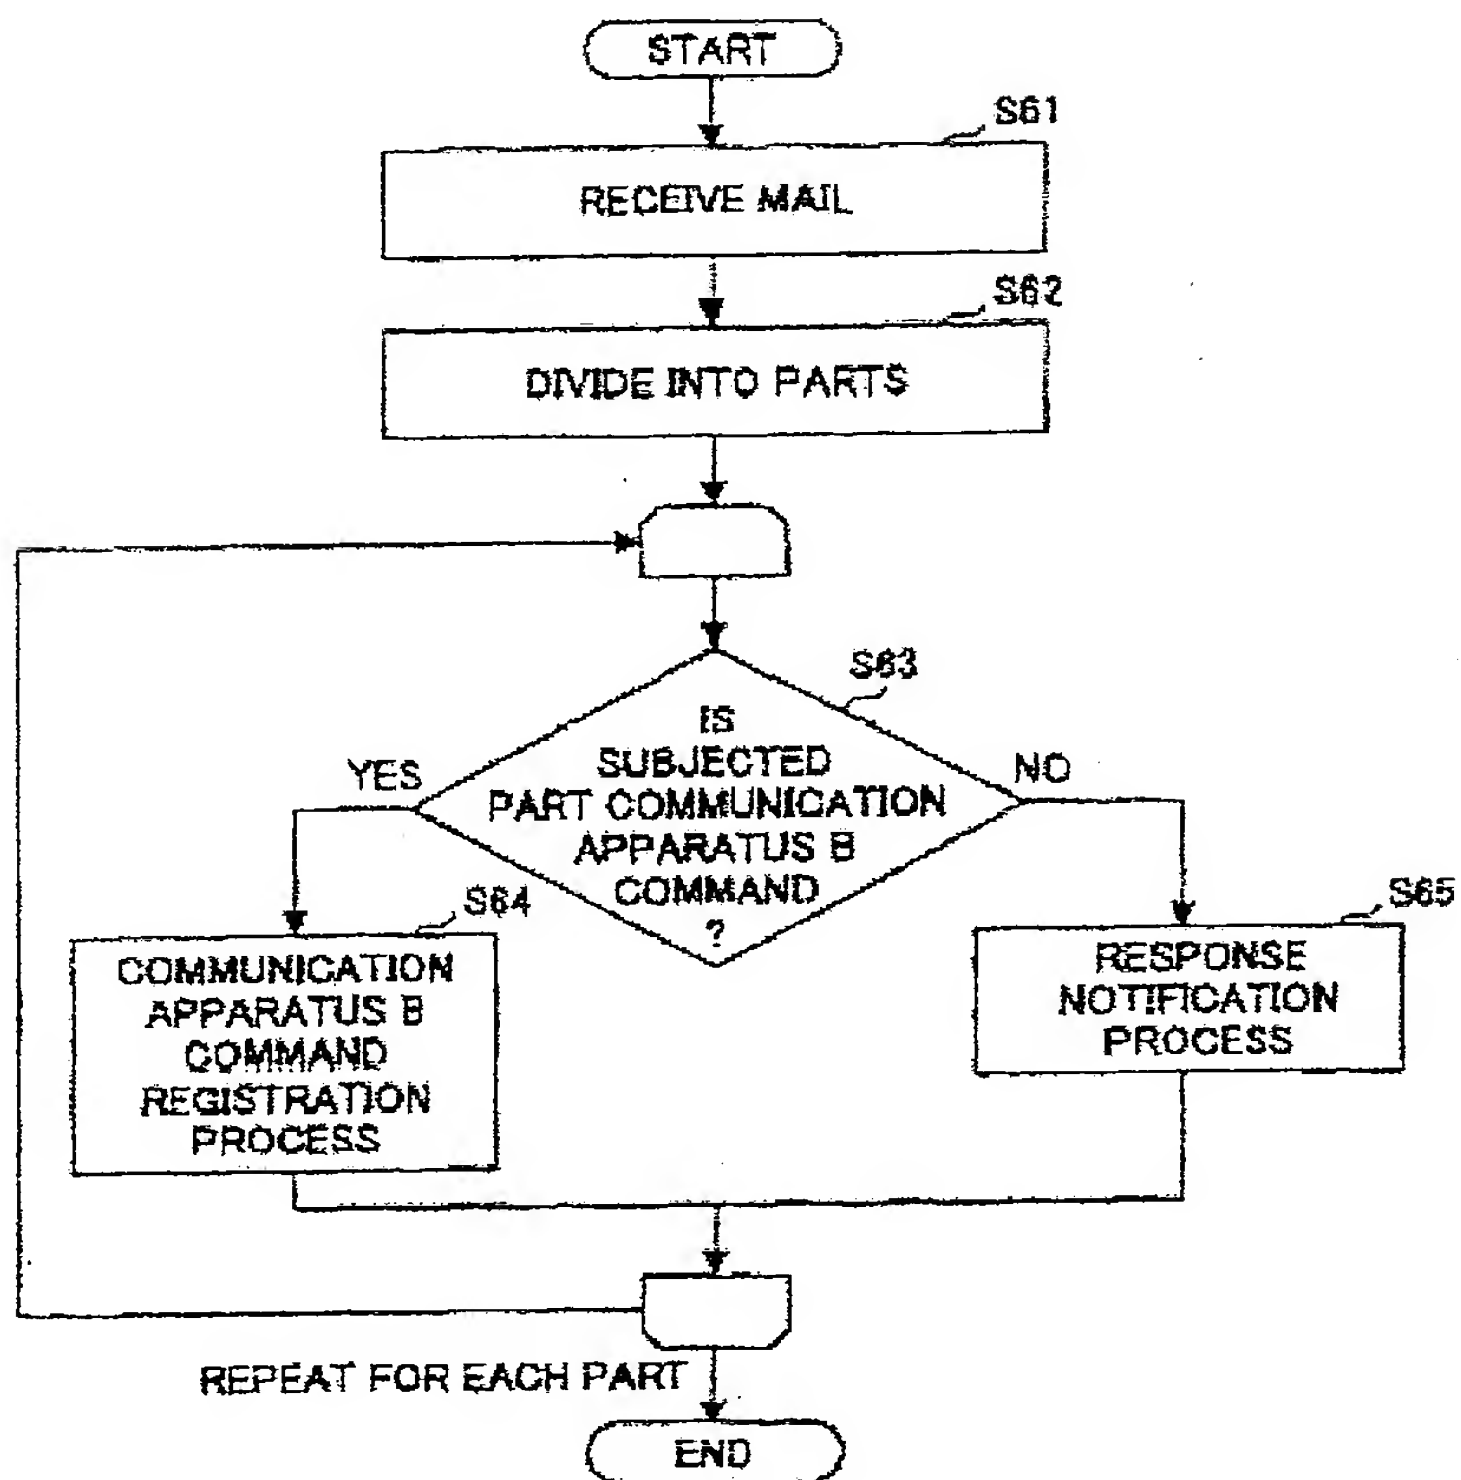 START
S61
RECEIVE MAIL
S62
DIVIDE INTO PARTS
S63
IS
SUBJECTED
PART COMMUNICATION
APPARATUS B
COMMAND
?
YES
NO
S64
COMMUNICATION
APPARATUS B
COMMAND
REGISTRATION
PROCESS
S65
RESPONSE
NOTIFICATION
PROCESS
REPEAT FOR EACH PART
END